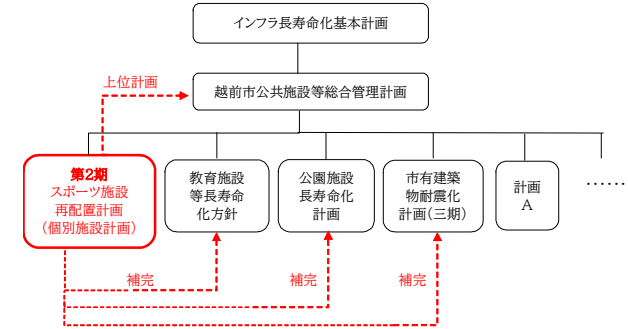 インフラ長寿命化基本計画
上位計画
越前市公共施設等総合管理計画
第2期
スポーツ施設
再配置計画
(個別施設計画)
教育施設
等長寿命
化方針
公園施設
長寿命化
計画
市有建築
物耐震化
計画(三期)
計画
A
……
補完
補完
補完